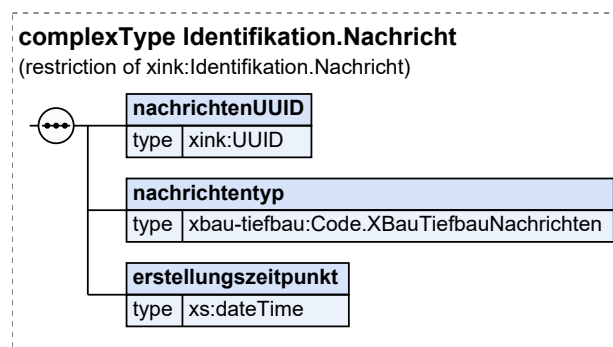 complexType Identifikation.Nachricht
(restriction of xink:Identifikation.Nachricht)
nachrichtenUUID
type xink:UUID
nachrichtentyp
type xbau-tiefbau:Code.XBauTiefbauNachrichten
erstellungszeitpunkt
type xs:dateTime